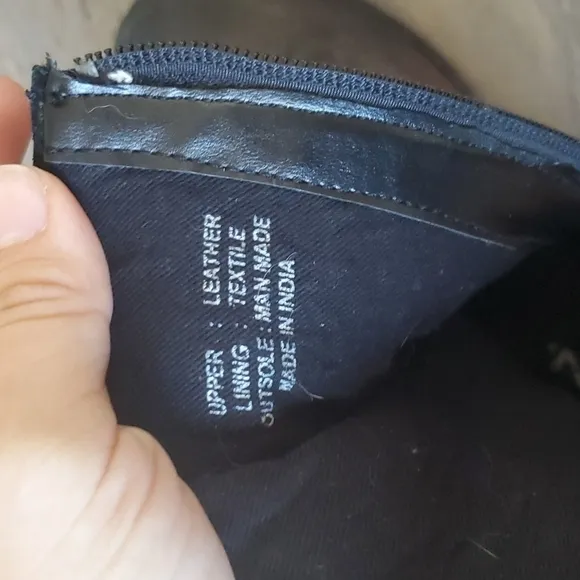 UPPER : LEATHER
LINING : TEXTILE
OUTSOLE : MAN MADE
MADE IN INDIA